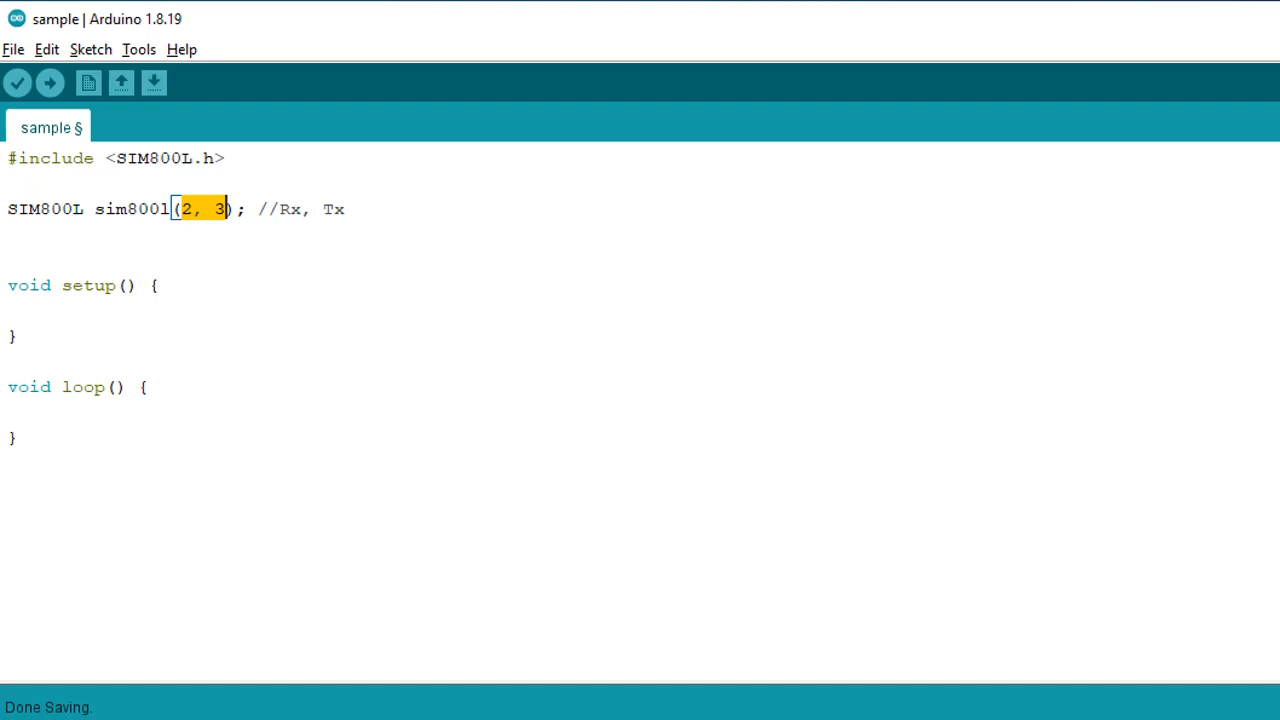 sample | Arduino 1.8.19
File Edit Sketch Tools Help
sample §
#include <SIM800L.h>
SIM800L sim800l(2, 3); //Rx, Tx
void setup() {
}
void loop() {
}
Done Saving.